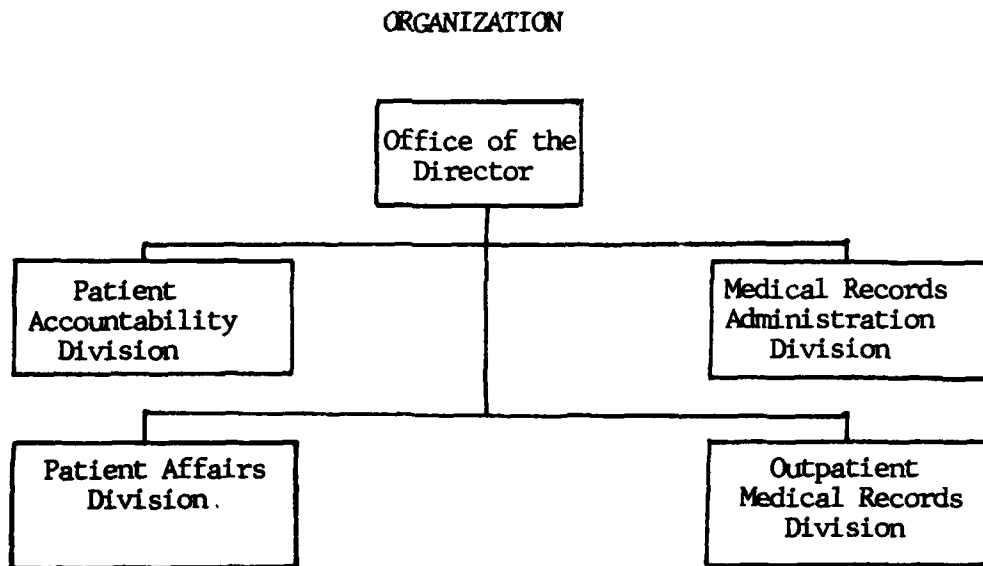 ORGANIZATION
Office of the
Director
Patient
Accountability
Division
Medical Records
Administration
Division
Patient Affairs
Division.
Outpatient
Medical Records
Division